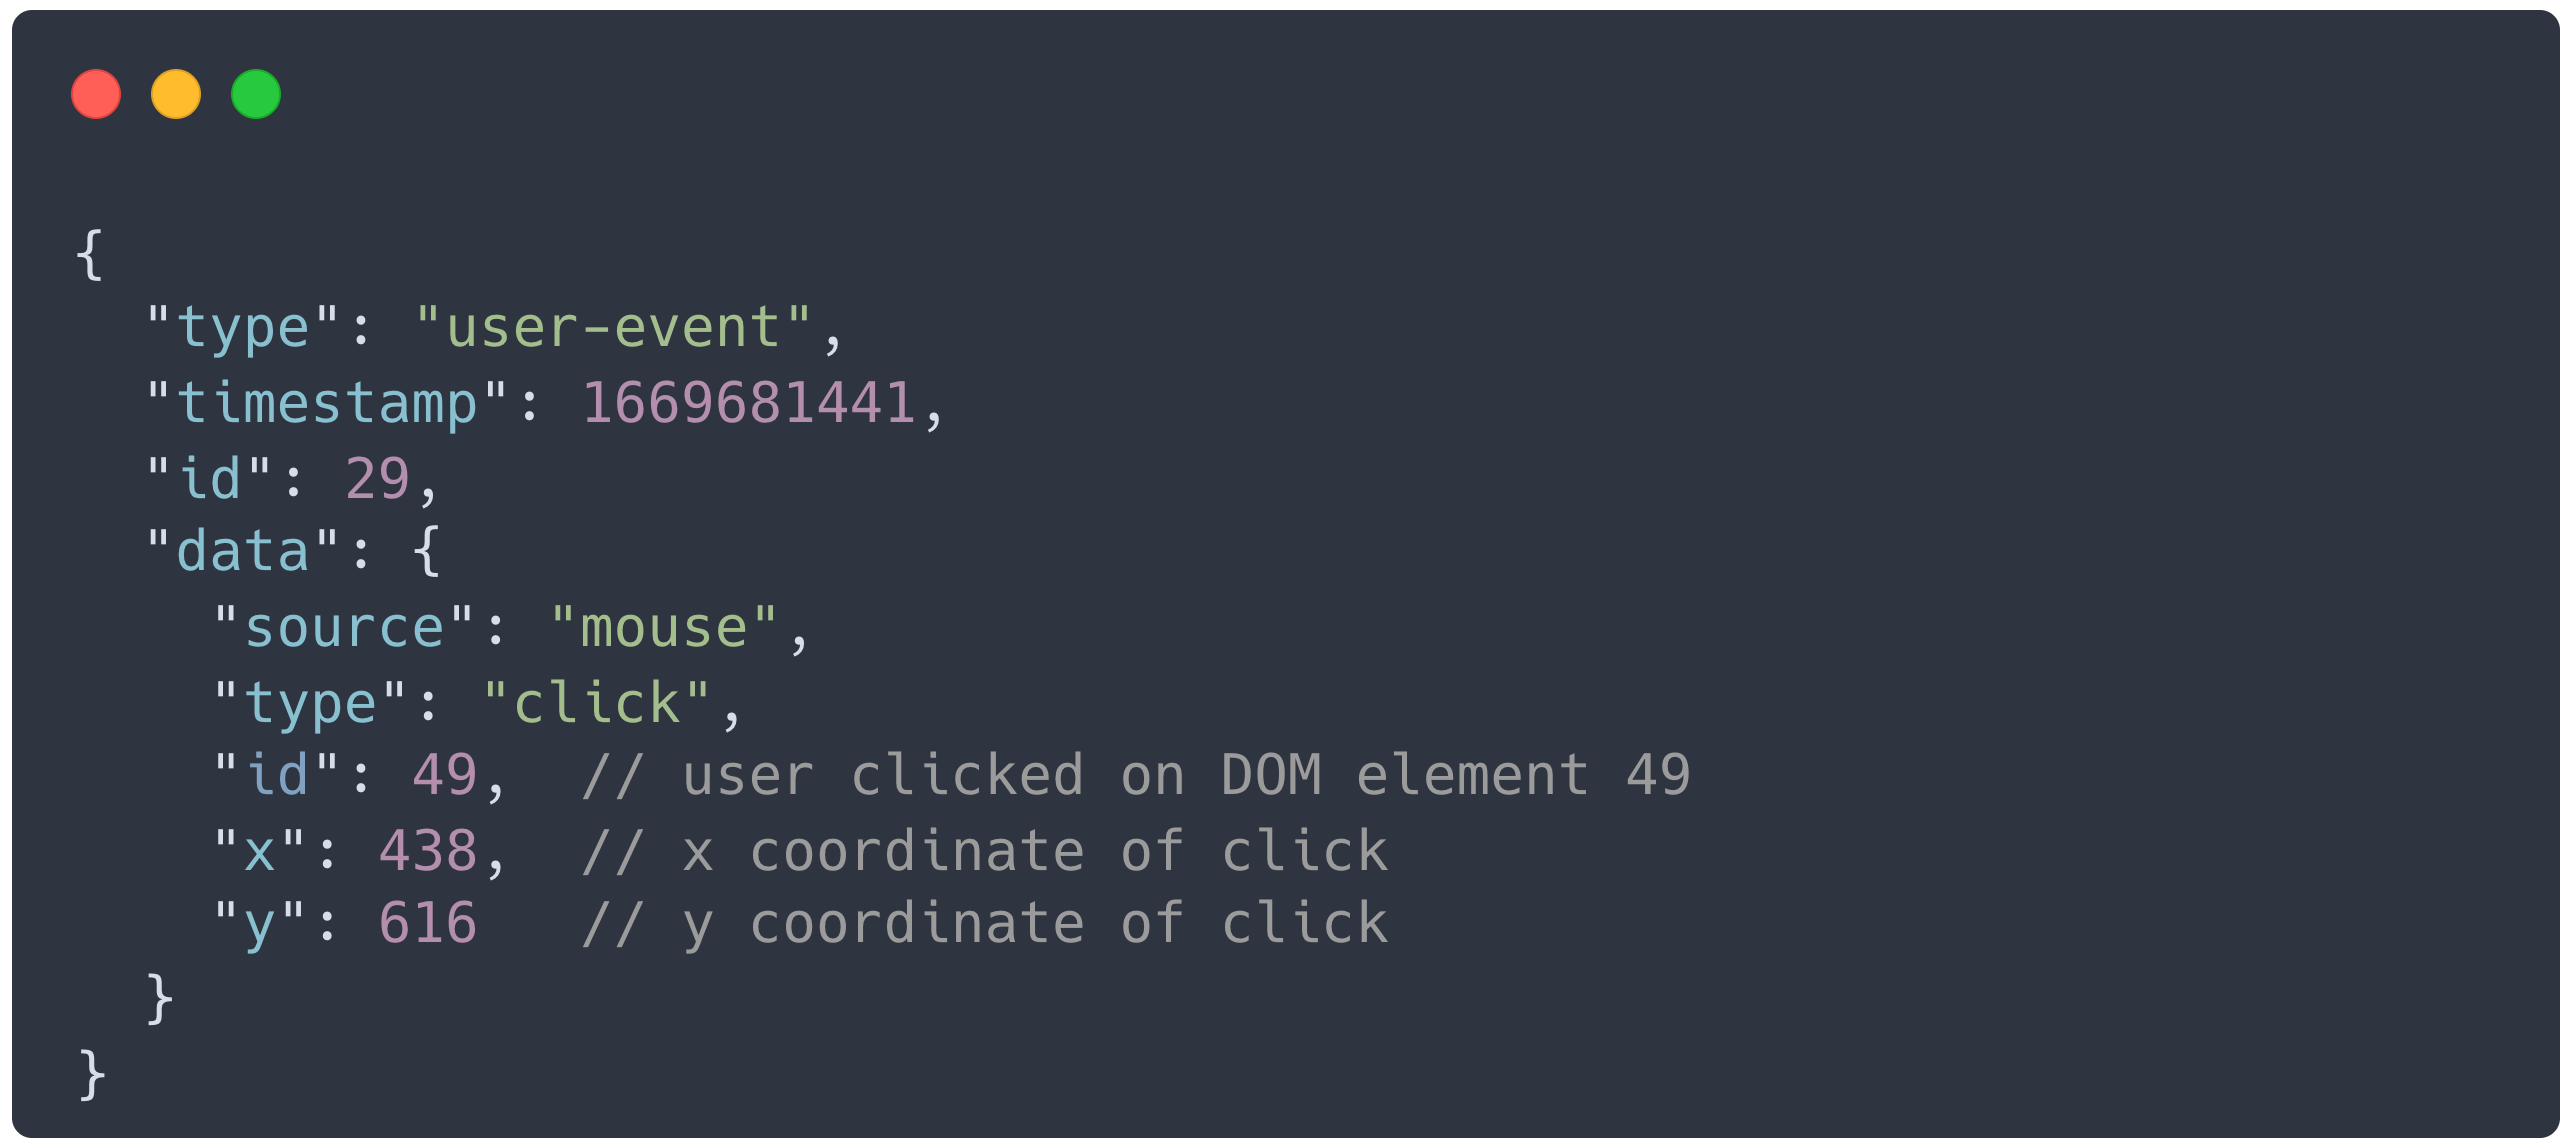 {
  "type": "user-event",
  "timestamp": 1669681441,
  "id": 29,
  "data": {
    "source": "mouse",
    "type": "click",
    "id": 49,  // user clicked on DOM element 49
    "x": 438,  // x coordinate of click
    "y": 616   // y coordinate of click
  }
}